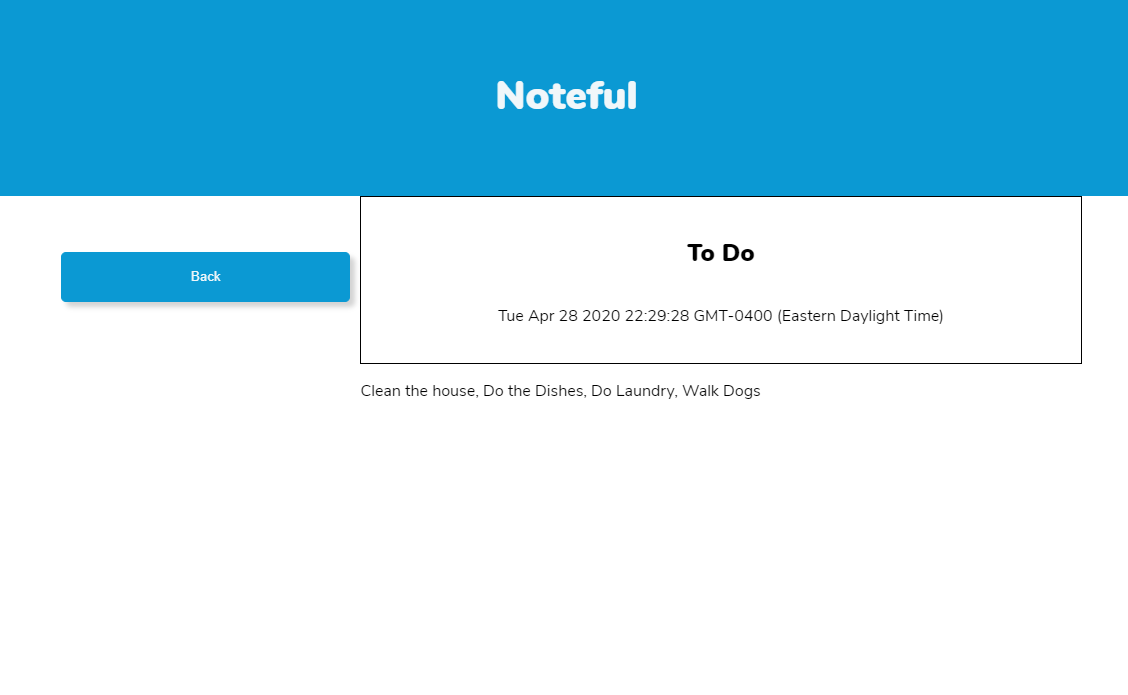 Noteful
Back
To Do
Tue Apr 28 2020 22:29:28 GMT-0400 (Eastern Daylight Time)
Clean the house, Do the Dishes, Do Laundry, Walk Dogs